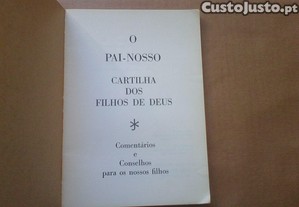 CustoJusto.pt
O
PAI-NOSSO
CARTILHA
DOS
FILHOS DE DEUS
Comentários
e
Conselhos
para os nossos filhos